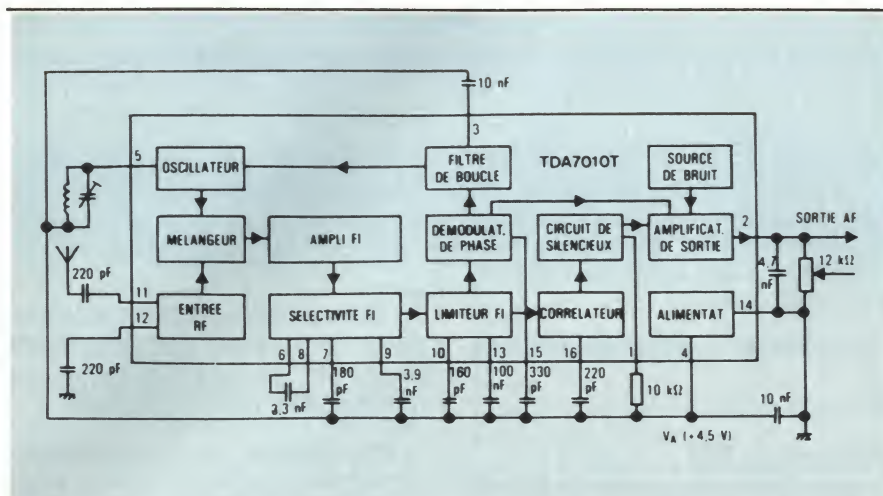 10 nF
3
TDA7010T
5
OSCILLATEUR
FILTRE
DE BOUCLE
SOURCE
DE BRUIT
MELANGEUR
AMPLI FI
DEMODULAT.
DE PHASE
CIRCUIT DE
SILENCIEUX
AMPLIFICAT.
DE SORTIE
2
SORTIE AF
220 pF
11
12
ENTREE
RF
SELECTIVITE FI
LIMITEUR FI
CORRELATEUR
ALIMENTAT
14
4,7
nF
12 kΩ
220 pF
6
8
7
9
10
13
15
16
1
4
3,3 nF
180
pF
3,9
nF
160
pF
100
nF
330
pF
220
pF
10 kΩ
10 nF
VA (+4,5 V)